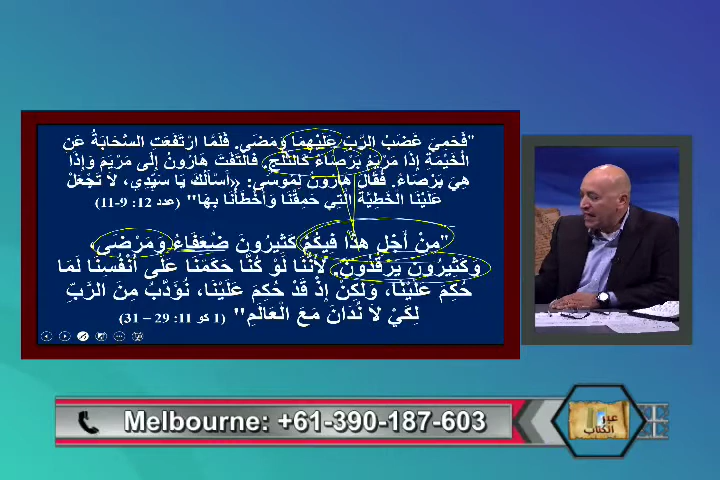 "فَحَمِيَ غَضَبُ الرَّبِّ عَلَيْهِمَا وَمَضَى. فَلَمَّا ارْتَفَعَتِ السَّحَابَةُ عَنِ
الْخَيْمَةِ إِذَا مَرْيَمُ بَرْصَاءُ كَالثَّلْجِ. فَالْتَفَتَ هَارُونُ إِلَى مَرْيَمَ وَإِذَا
هِيَ بَرْصَاءُ. فَقَالَ هَارُونُ لِمُوسَى: «أَسْأَلُكَ يَا سَيِّدِي، لاَ تَجْعَلْ
عَلَيْنَا الْخَطِيَّةَ الَّتِي حَمِقْنَا وَأَخْطَأْنَا بِهَا" (عدد 12: 9-11)
"مِنْ أَجْلِ هذَا فِيكُمْ كَثِيرُونَ ضُعَفَاءُ وَمَرْضَى،
وَكَثِيرُونَ يَرْقُدُونَ. لأَنَّنَا لَوْ كُنَّا حَكَمْنَا عَلَى أَنْفُسِنَا لَمَا
حُكِمَ عَلَيْنَا، وَلكِنْ إِذْ قَدْ حُكِمَ عَلَيْنَا، نُؤَدَّبُ مِنَ الرَّبِّ
لِكَيْ لاَ نُدَانَ مَعَ الْعَالَمِ" (1 كو 11: 29 – 31)
Melbourne: +61-390-187-603
عبر
الكتاب